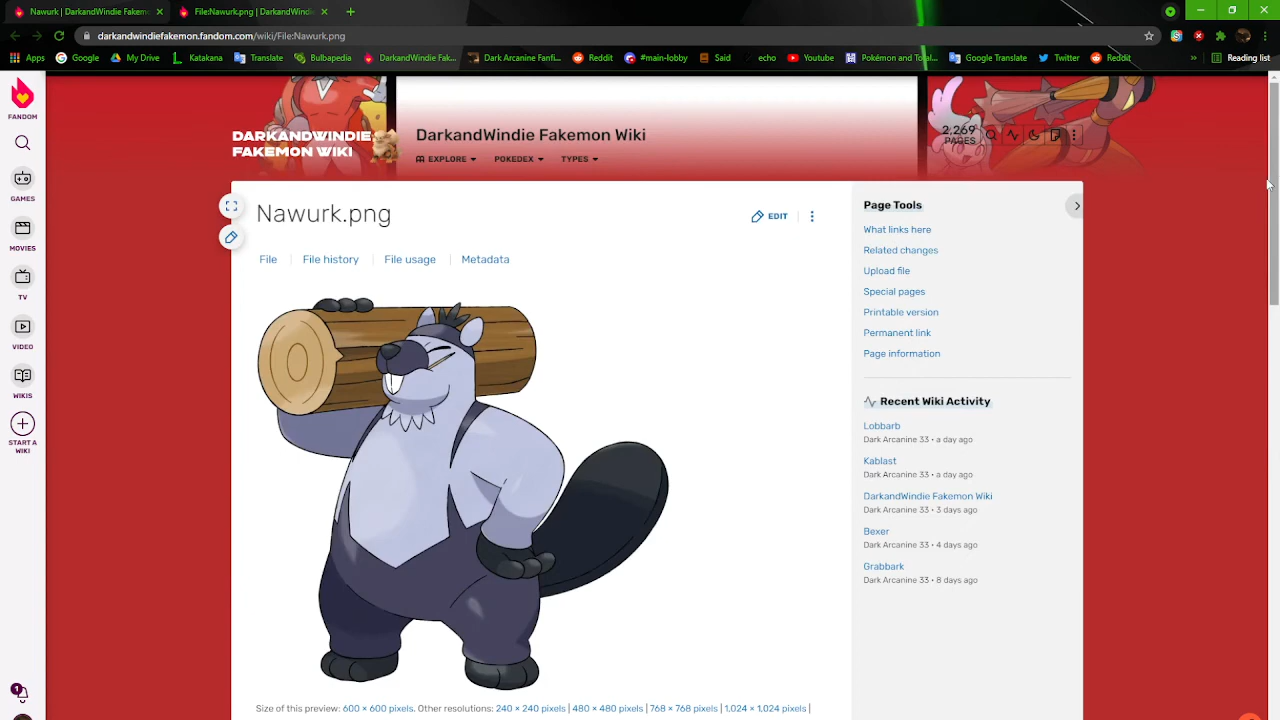 Nawurk | DarkandWindie Fakem
File:Nawurk.png | DarkandWindie
darkandwindiefakemon.fandom.com/wiki/File:Nawurk.png
Apps Google My Drive Katakana Translate Bulbapedia DarkandWindie Fak... Dark Arcanine Fanfi... Reddit #main-lobby Said echo Youtube Pokémon and Total... Google Translate Twitter Reddit » Reading list
FANDOM
GAMES
MOVIES
TV
VIDEO
WIKIS
START A
WIKI
1
DARKANDWINDIE
FAKEMON WIKI
DarkandWindie Fakemon Wiki
EXPLORE POKEDEX TYPES
2,269
PAGES
Nawurk.png
EDIT
File File history File usage Metadata
Size of this preview: 600 × 600 pixels. Other resolutions: 240 × 240 pixels | 480 × 480 pixels | 768 × 768 pixels | 1,024 × 1,024 pixels |
Page Tools
What links here
Related changes
Upload file
Special pages
Printable version
Permanent link
Page information
Recent Wiki Activity
Lobbarb
Dark Arcanine 33 • a day ago
Kablast
Dark Arcanine 33 • a day ago
DarkandWindie Fakemon Wiki
Dark Arcanine 33 • 3 days ago
Bexer
Dark Arcanine 33 • 4 days ago
Grabbark
Dark Arcanine 33 • 8 days ago